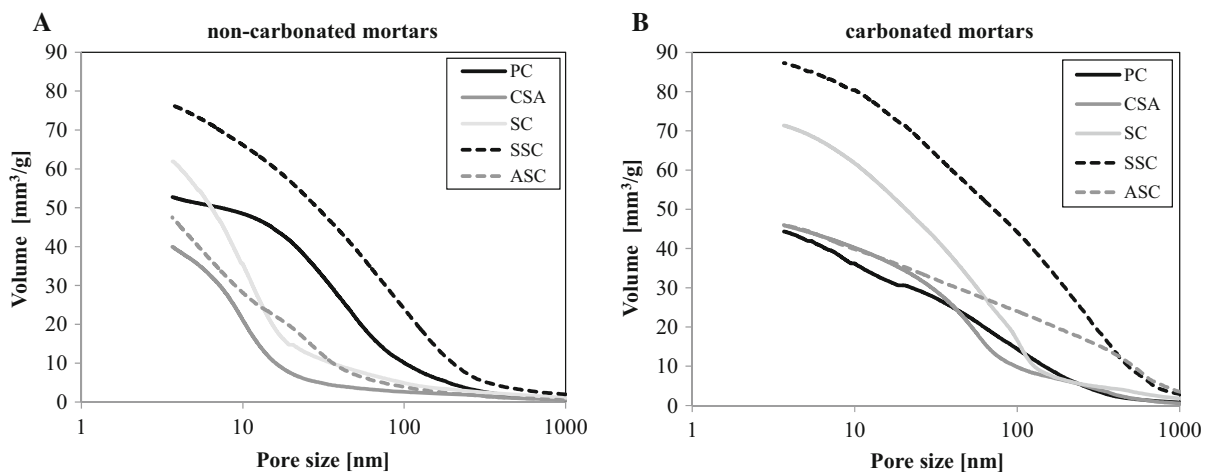 A
non-carbonated mortars
Volume [mm³/g]
90
80
70
60
50
40
30
20
10
0
PC
CSA
SC
SSC
ASC
1
10
100
1000
Pore size [nm]
B
carbonated mortars
Volume [mm³/g]
90
80
70
60
50
40
30
20
10
0
PC
CSA
SC
SSC
ASC
1
10
100
1000
Pore size [nm]